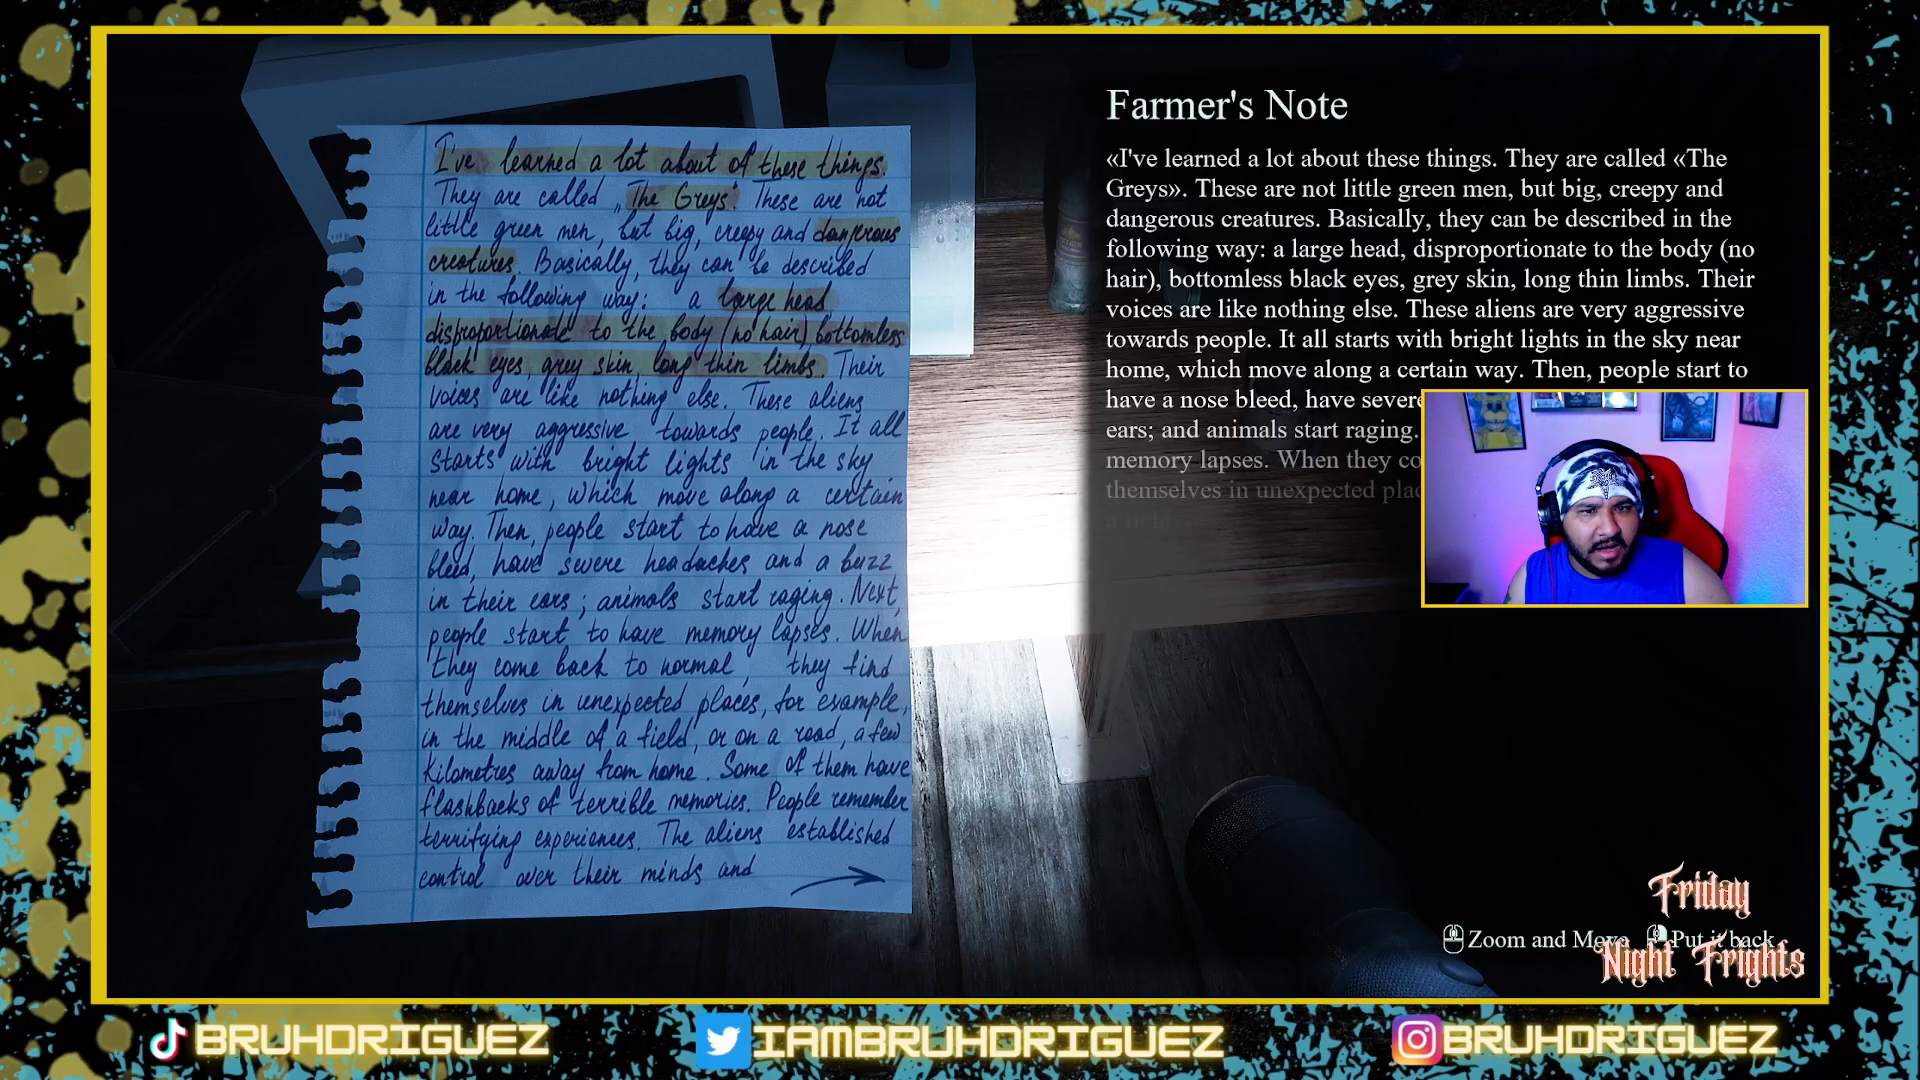 I've learned a lot about of these things.
They are called „The Greys". These are not
little green men, but big, creepy and dangerous
creatures. Basically, they can be described
in the following way: a large head,
disproportionate to the body (no hair), bottomless
black eyes, grey skin, long thin limbs. Their
voices are like nothing else. These aliens
are very aggressive towards people. It all
starts with bright lights in the sky
near home, which move along a certain
way. Then, people start to have a nose
bleed, have severe headaches and a buzz
in their ears; animals start raging. Next,
people start to have memory lapses. When
they come back to normal, they find
themselves in unexpected places, for example,
in the middle of a field, or on a road, a few
kilometres away from home. Some of them have
flashbacks of terrible memories. People remember
terrifying experiences. The aliens established
control over their minds and
Farmer's Note
«I've learned a lot about these things. They are called «The
Greys». These are not little green men, but big, creepy and
dangerous creatures. Basically, they can be described in the
following way: a large head, disproportionate to the body (no
hair), bottomless black eyes, grey skin, long thin limbs. Their
voices are like nothing else. These aliens are very aggressive
towards people. It all starts with bright lights in the sky near
home, which move along a certain way. Then, people start to
have a nose bleed, have severe
ears; and animals start raging.
memory lapses. When they co
themselves in unexpected plac
a field
Zoom and Move Put it back
Friday
Night Frights
BRUHDRIGUEZ
IAMBRUHDRIGUEZ
BRUHDRIGUEZ